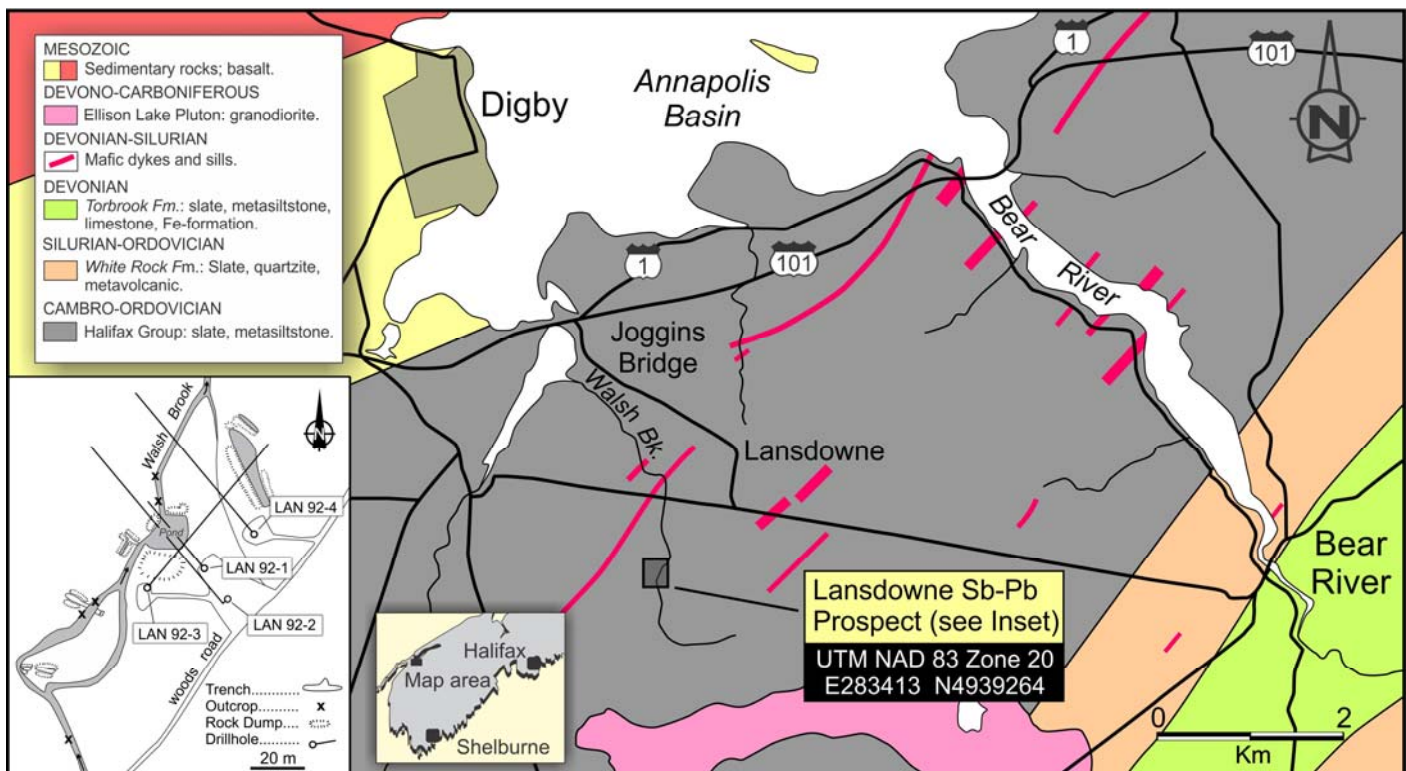 MESOZOIC
Sedimentary rocks; basalt.
DEVONO-CARBONIFEROUS
Ellison Lake Pluton: granodiorite.
DEVONIAN-SILURIAN
Mafic dykes and sills.
DEVONIAN
Torbrook Fm.: slate, metasiltstone,
limestone, Fe-formation.
SILURIAN-ORDOVICIAN
White Rock Fm.: Slate, quartzite,
metavolcanic.
CAMBRO-ORDOVICIAN
Halifax Group: slate, metasiltstone.
Digby
Annapolis
Basin
1
101
N
Bear
River
1
101
Joggins
Bridge
Walsh Bk.
Lansdowne
Bear
River
Lansdowne Sb-Pb
Prospect (see Inset)
UTM NAD 83 Zone 20
E283413 N4939264
0 2
Km
Halifax
Map area
Shelburne
Walsh Brook
N
LAN 92-4
Pond
LAN 92-1
LAN 92-3
LAN 92-2
woods road
Trench............
Outcrop..........
Rock Dump....
Drillhole..........
x
20 m